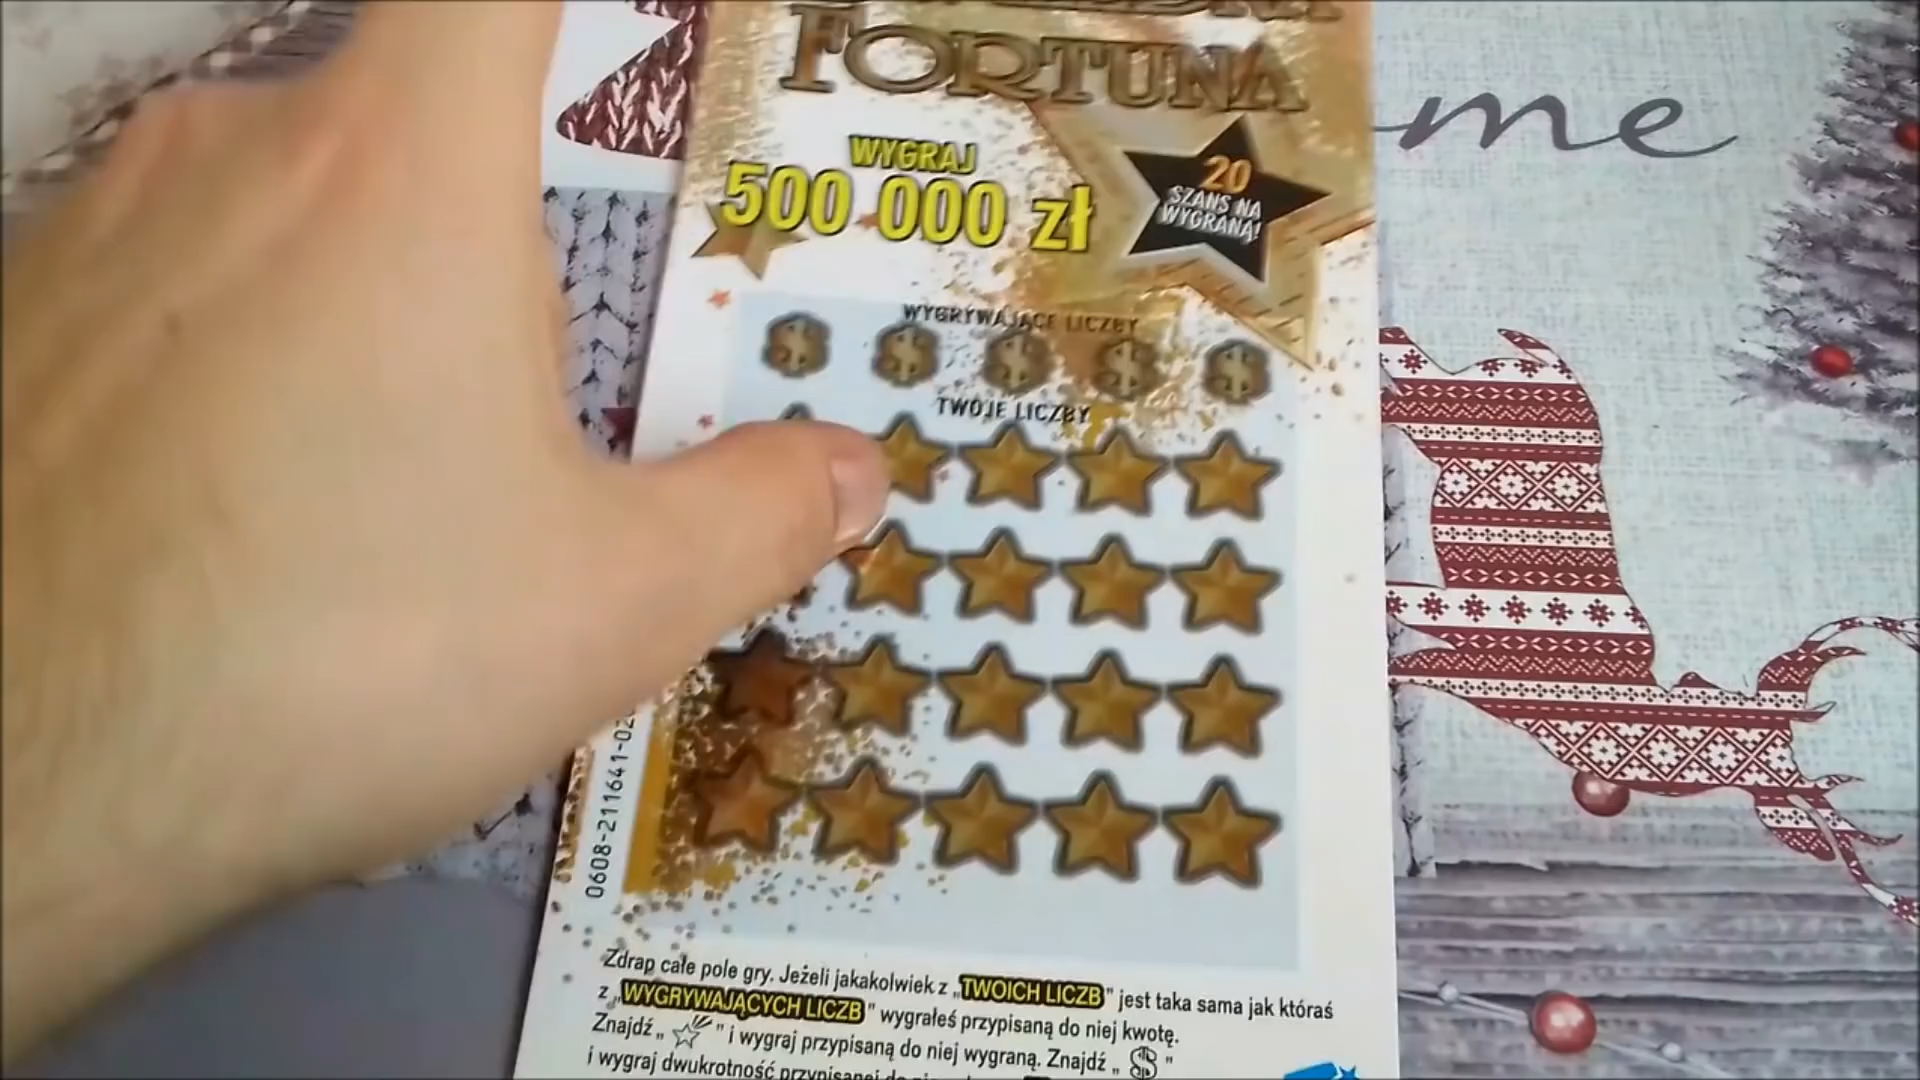 FORTUNA
me
WYGRAJ
500 000 zł
20
SZANS NA
WYGRANĄ!
WYGRYWAJĄCE LICZBY
TWOJE LICZBY
0608-211641-02
Zdrap całe pole gry. Jeżeli jakakolwiek z „TWOICH LICZB" jest taka sama jak któraś
z „WYGRYWAJĄCYCH LICZB" wygrałeś przypisaną do niej kwotę.
Znajdź „ " i wygraj przypisaną do niej wygraną. Znajdź „ $ "
i wygraj dwukrotność przypisanej do